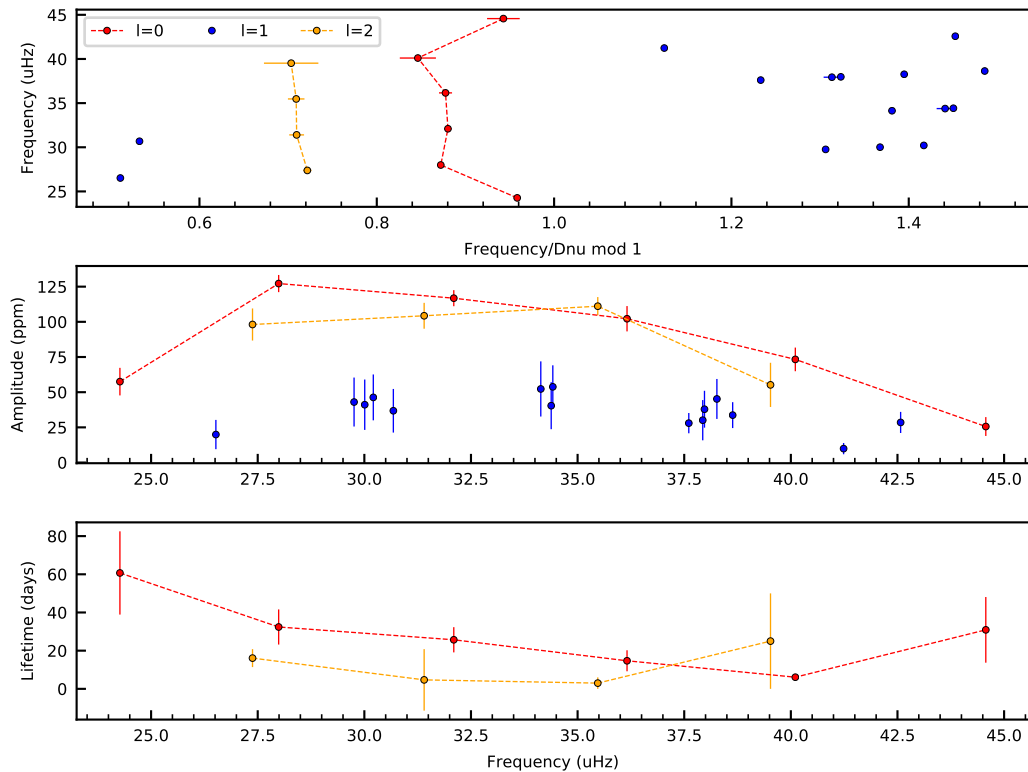 l=0 l=1 l=2
45
40
35
30
25
Frequency (uHz)
0.6 0.8 1.0 1.2 1.4
Frequency/Dnu mod 1
125
100
75
50
25
0
Amplitude (ppm)
25.0 27.5 30.0 32.5 35.0 37.5 40.0 42.5 45.0
80
60
40
20
0
Lifetime (days)
25.0 27.5 30.0 32.5 35.0 37.5 40.0 42.5 45.0
Frequency (uHz)